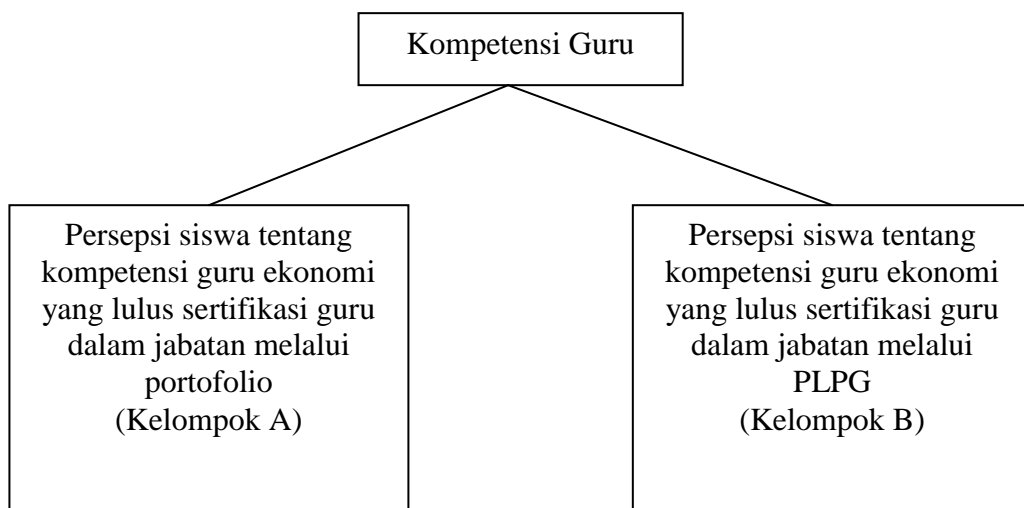 Kompetensi Guru
Persepsi siswa tentang
kompetensi guru ekonomi
yang lulus sertifikasi guru
dalam jabatan melalui
portofolio
(Kelompok A)
Persepsi siswa tentang
kompetensi guru ekonomi
yang lulus sertifikasi guru
dalam jabatan melalui
PLPG
(Kelompok B)